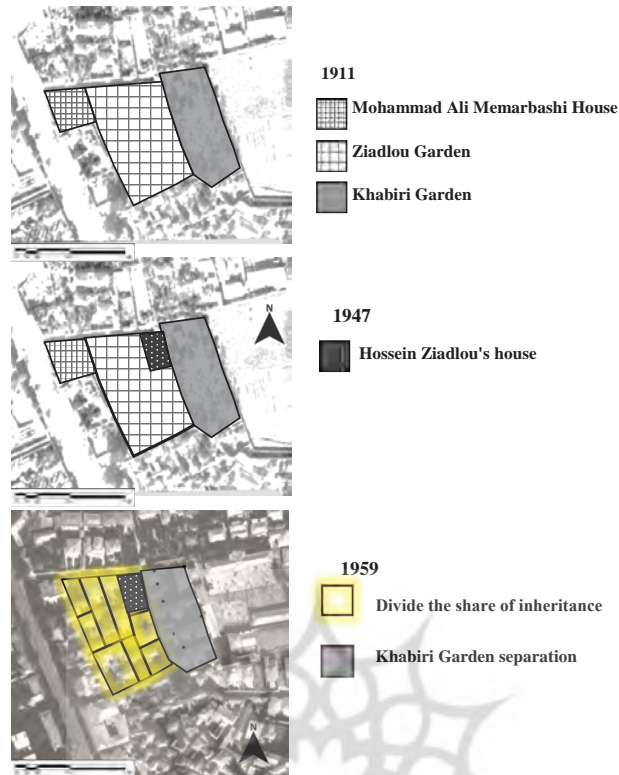 1911
Mohammad Ali Memarbashi House
Ziadlou Garden
Khabiri Garden
N
1947
Hossein Ziadlou's house
1959
Divide the share of inheritance
Khabiri Garden separation
N